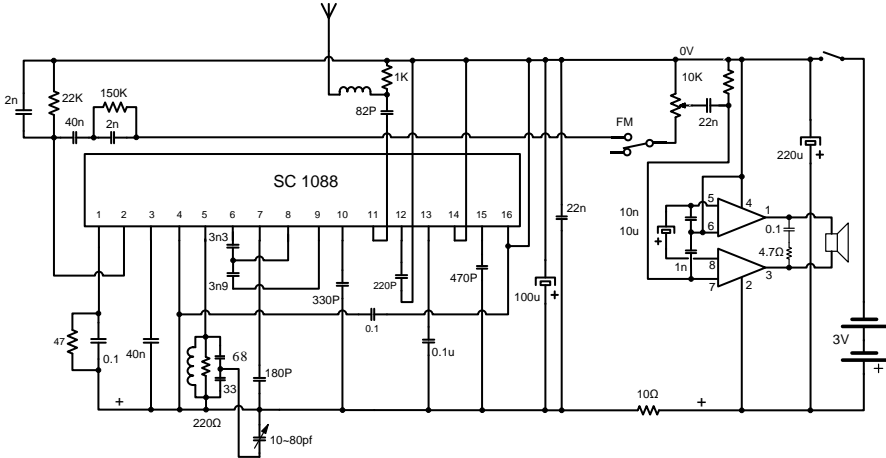 0V
1K
10K
2n
22K
150K
40n
2n
82P
FM
22n
220u
+
SC 1088
1 2 3 4 5 6 7 8 9 10 11 12 13 14 15 16
22n
5
4
1
10n
10u
6
0.1
3n3
4.7Ω
8
1n
3
7
2
3n9
220P
470P
330P
100u
+
0.1
47
0.1
40n
68
0.1u
3V
180P
33
+
10Ω
+
+
220Ω
10~80pf